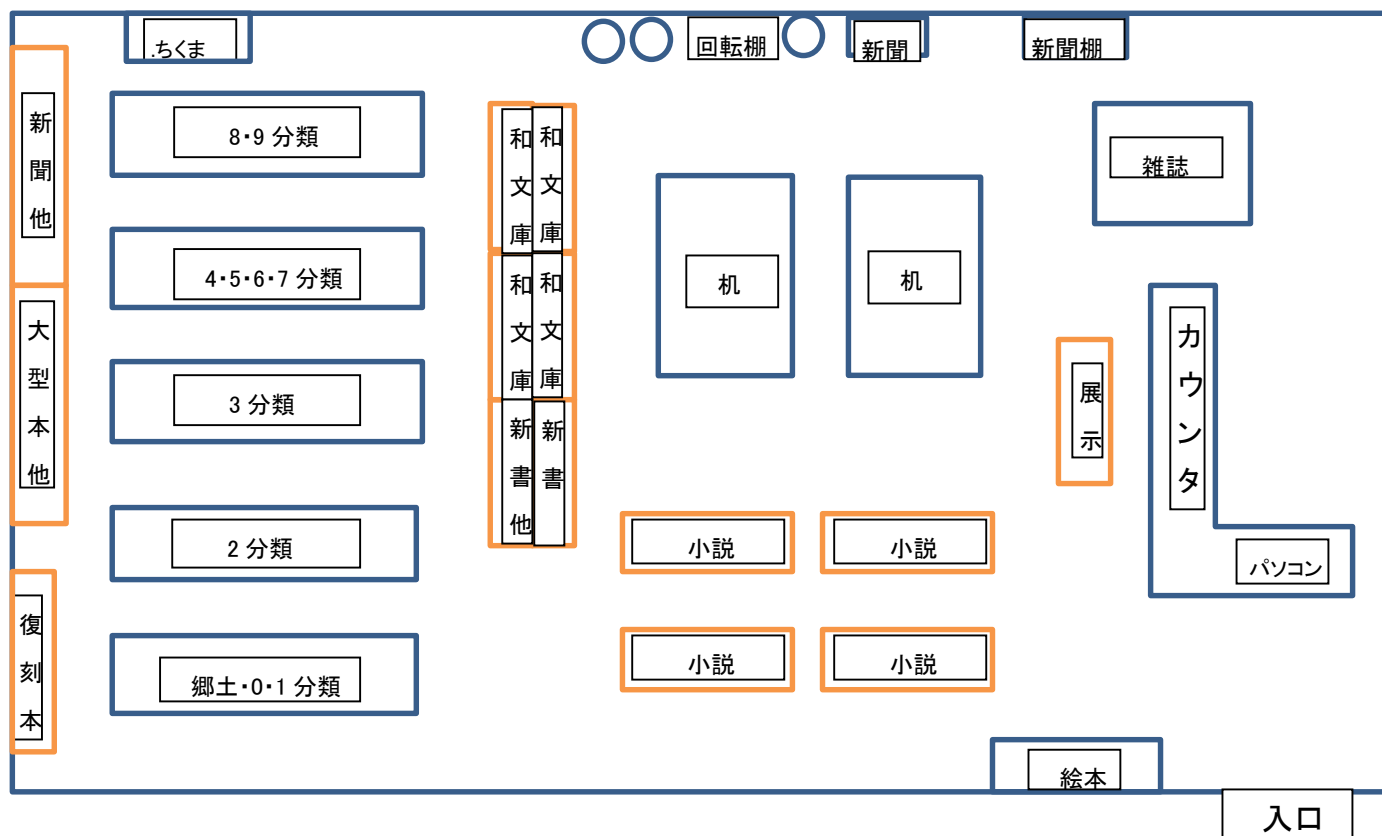 .ちくま
回転棚
新聞
新聞棚
新聞他
8・9 分類
和文庫
和文庫
雑誌
4・5・6・7 分類
和文庫
和文庫
机
机
大型本他
3 分類
新書他
新書
展示
カウンタ
2 分類
小説
小説
パソコン
復刻本
郷土・0・1 分類
小説
小説
絵本
入口